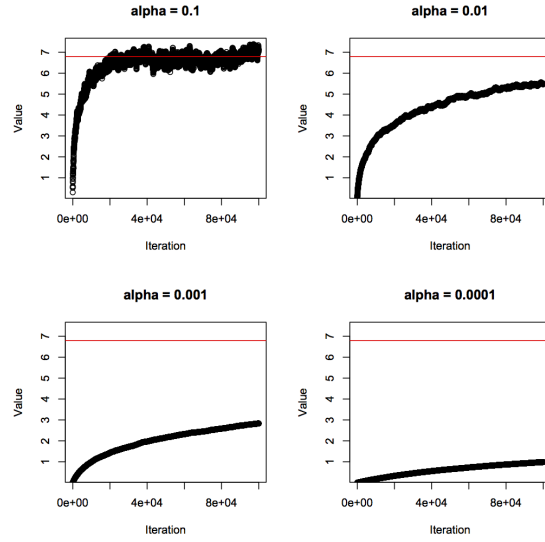 alpha = 0.1
Value
7
6
5
4
3
2
1
0e+00 4e+04 8e+04
Iteration
alpha = 0.01
Value
7
6
5
4
3
2
1
0e+00 4e+04 8e+04
Iteration
alpha = 0.001
Value
7
6
5
4
3
2
1
0e+00 4e+04 8e+04
Iteration
alpha = 0.0001
Value
7
6
5
4
3
2
1
0e+00 4e+04 8e+04
Iteration